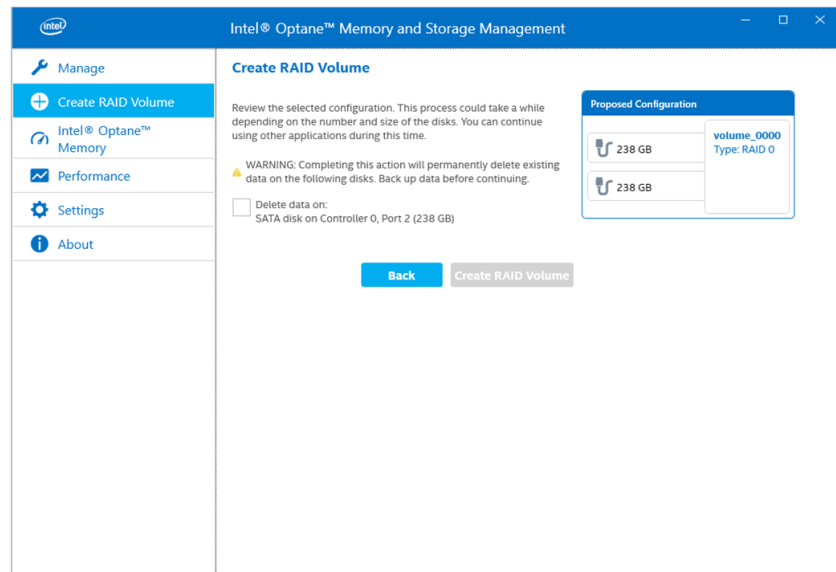 intel
Intel® Optane™ Memory and Storage Management
Manage
Create RAID Volume
Intel® Optane™
Memory
Performance
Settings
About
Create RAID Volume
Review the selected configuration. This process could take a while
depending on the number and size of the disks. You can continue
using other applications during this time.
WARNING: Completing this action will permanently delete existing
data on the following disks. Back up data before continuing.
Delete data on:
SATA disk on Controller 0, Port 2 (238 GB)
Back
Create RAID Volume
Proposed Configuration
238 GB
238 GB
volume_0000
Type: RAID 0